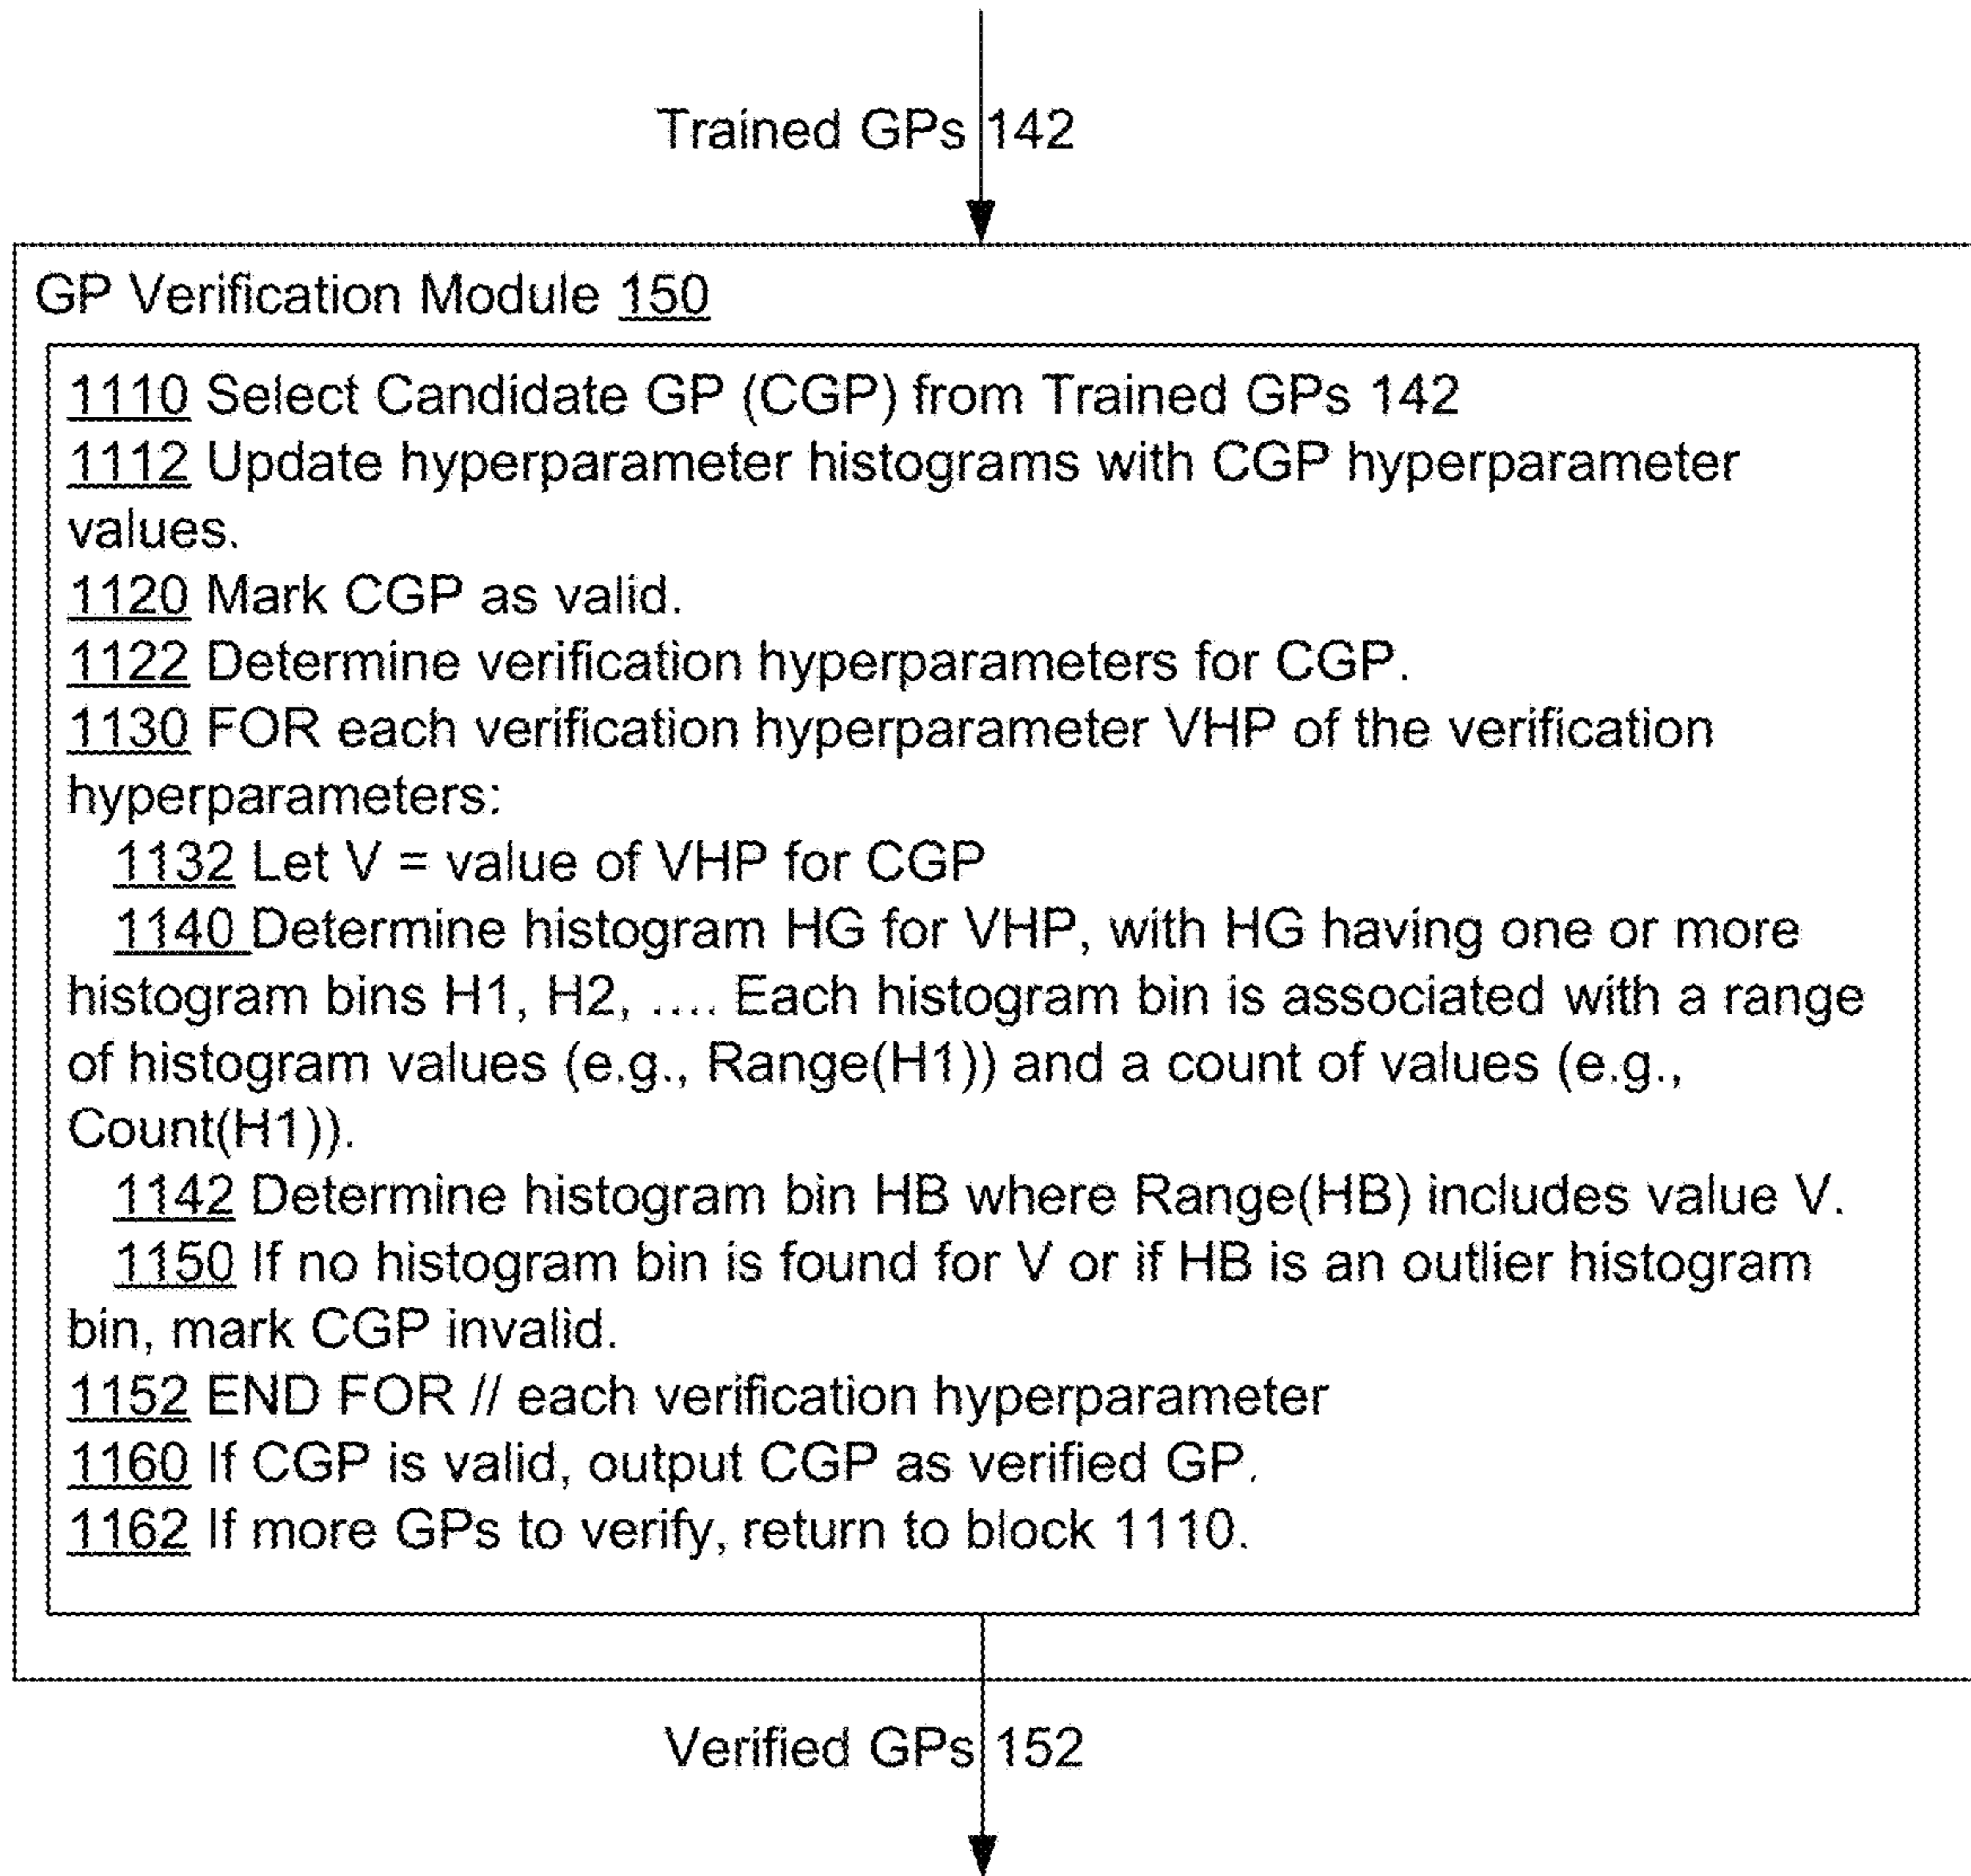 Trained GPs 142
GP Verification Module 150
1110 Select Candidate GP (CGP) from Trained GPs 142
1112 Update hyperparameter histograms with CGP hyperparameter
values.
1120 Mark CGP as valid.
1122 Determine verification hyperparameters for CGP.
1130 FOR each verification hyperparameter VHP of the verification
hyperparameters:
1132 Let V = value of VHP for CGP
1140 Determine histogram HG for VHP, with HG having one or more
histogram bins H1, H2, .... Each histogram bin is associated with a range
of histogram values (e.g., Range(H1)) and a count of values (e.g.,
Count(H1)).
1142 Determine histogram bin HB where Range(HB) includes value V.
1150 If no histogram bin is found for V or if HB is an outlier histogram
bin, mark CGP invalid.
1152 END FOR // each verification hyperparameter
1160 If CGP is valid, output CGP as verified GP.
1162 If more GPs to verify, return to block 1110.
Verified GPs 152